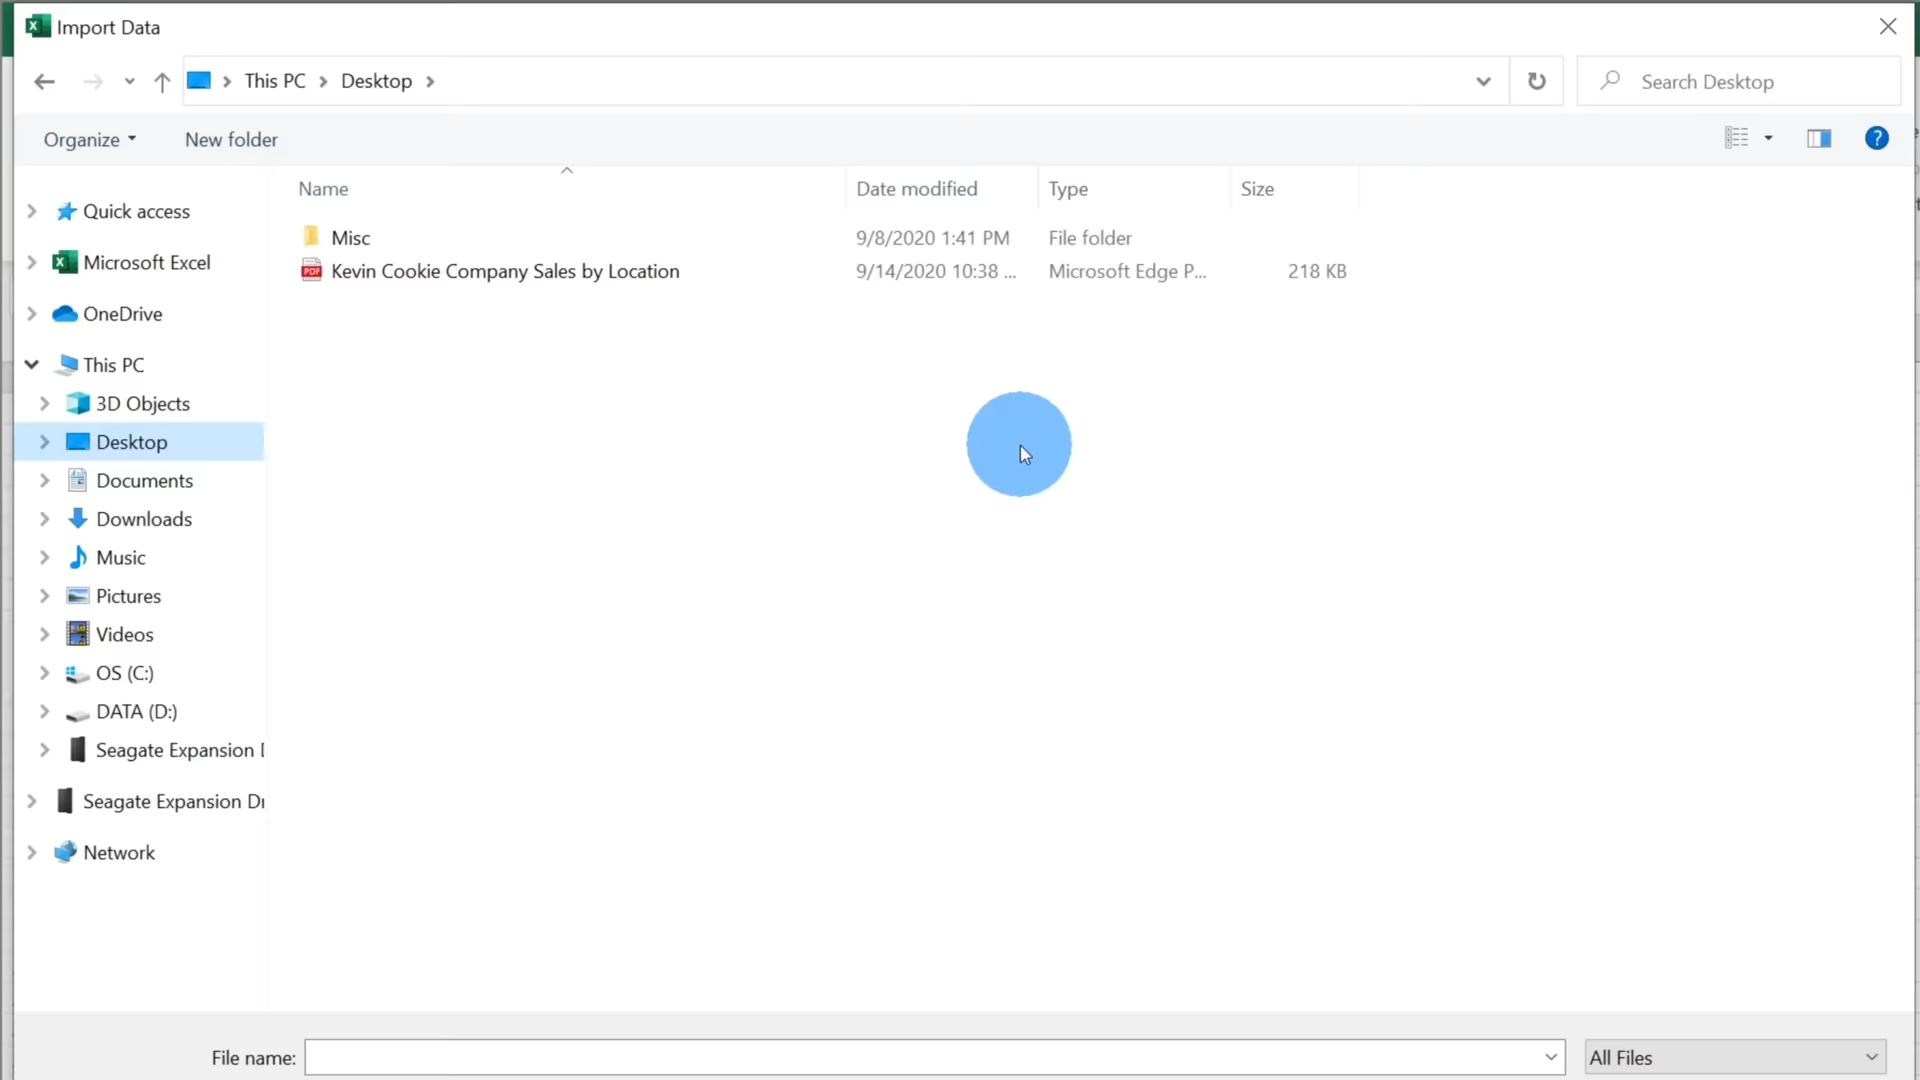 Import Data
This PC
Desktop
Search Desktop
Organize
New folder
?
Name
Date modified
Type
Size
Misc
9/8/2020 1:41 PM
File folder
PDF
Kevin Cookie Company Sales by Location
9/14/2020 10:38 ...
Microsoft Edge P...
218 KB
Quick access
Microsoft Excel
OneDrive
This PC
3D Objects
Desktop
Documents
Downloads
Music
Pictures
Videos
OS (C:)
DATA (D:)
Seagate Expansion
Seagate Expansion
Network
File name:
All Files